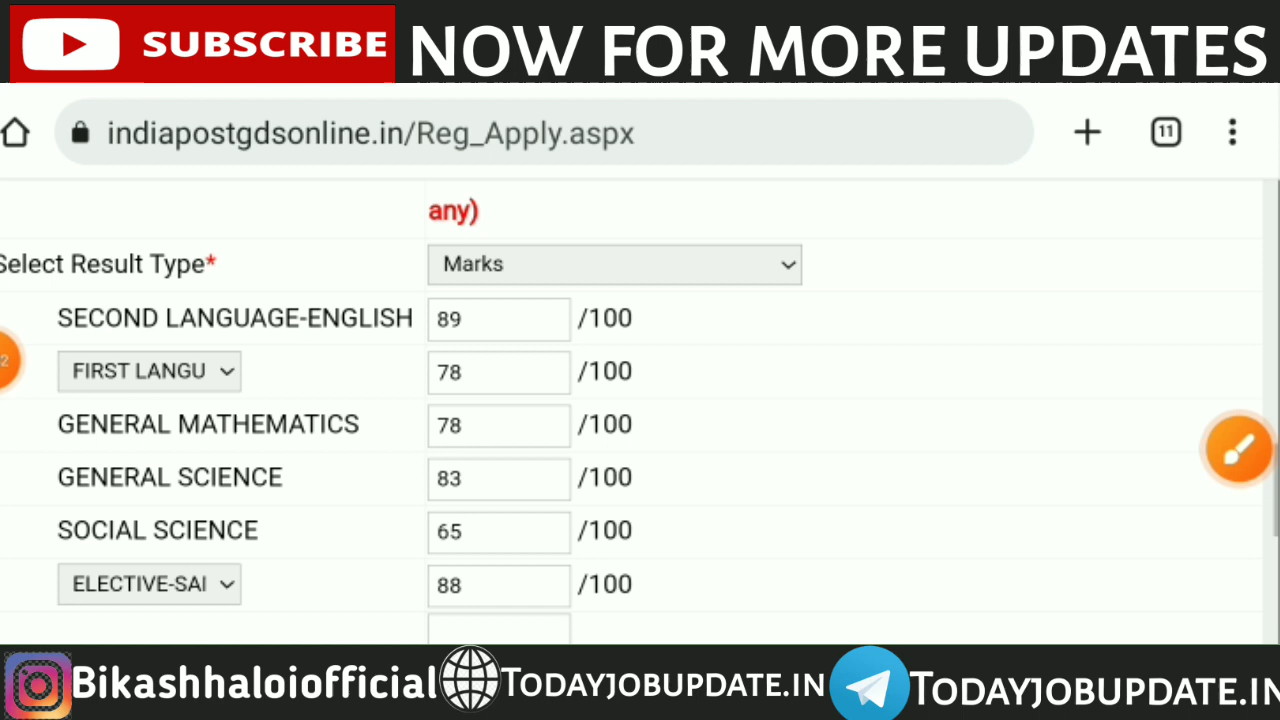 SUBSCRIBE NOW FOR MORE UPDATES
indiapostgdsonline.in/Reg_Apply.aspx 11
any)
Select Result Type* Marks
SECOND LANGUAGE-ENGLISH 89 /100
FIRST LANGU 78 /100
GENERAL MATHEMATICS 78 /100
GENERAL SCIENCE 83 /100
SOCIAL SCIENCE 65 /100
ELECTIVE-SAI 88 /100
Bikashhaloiofficial TODAYJOBUPDATE.IN TODAYJOBUPDATE.IN